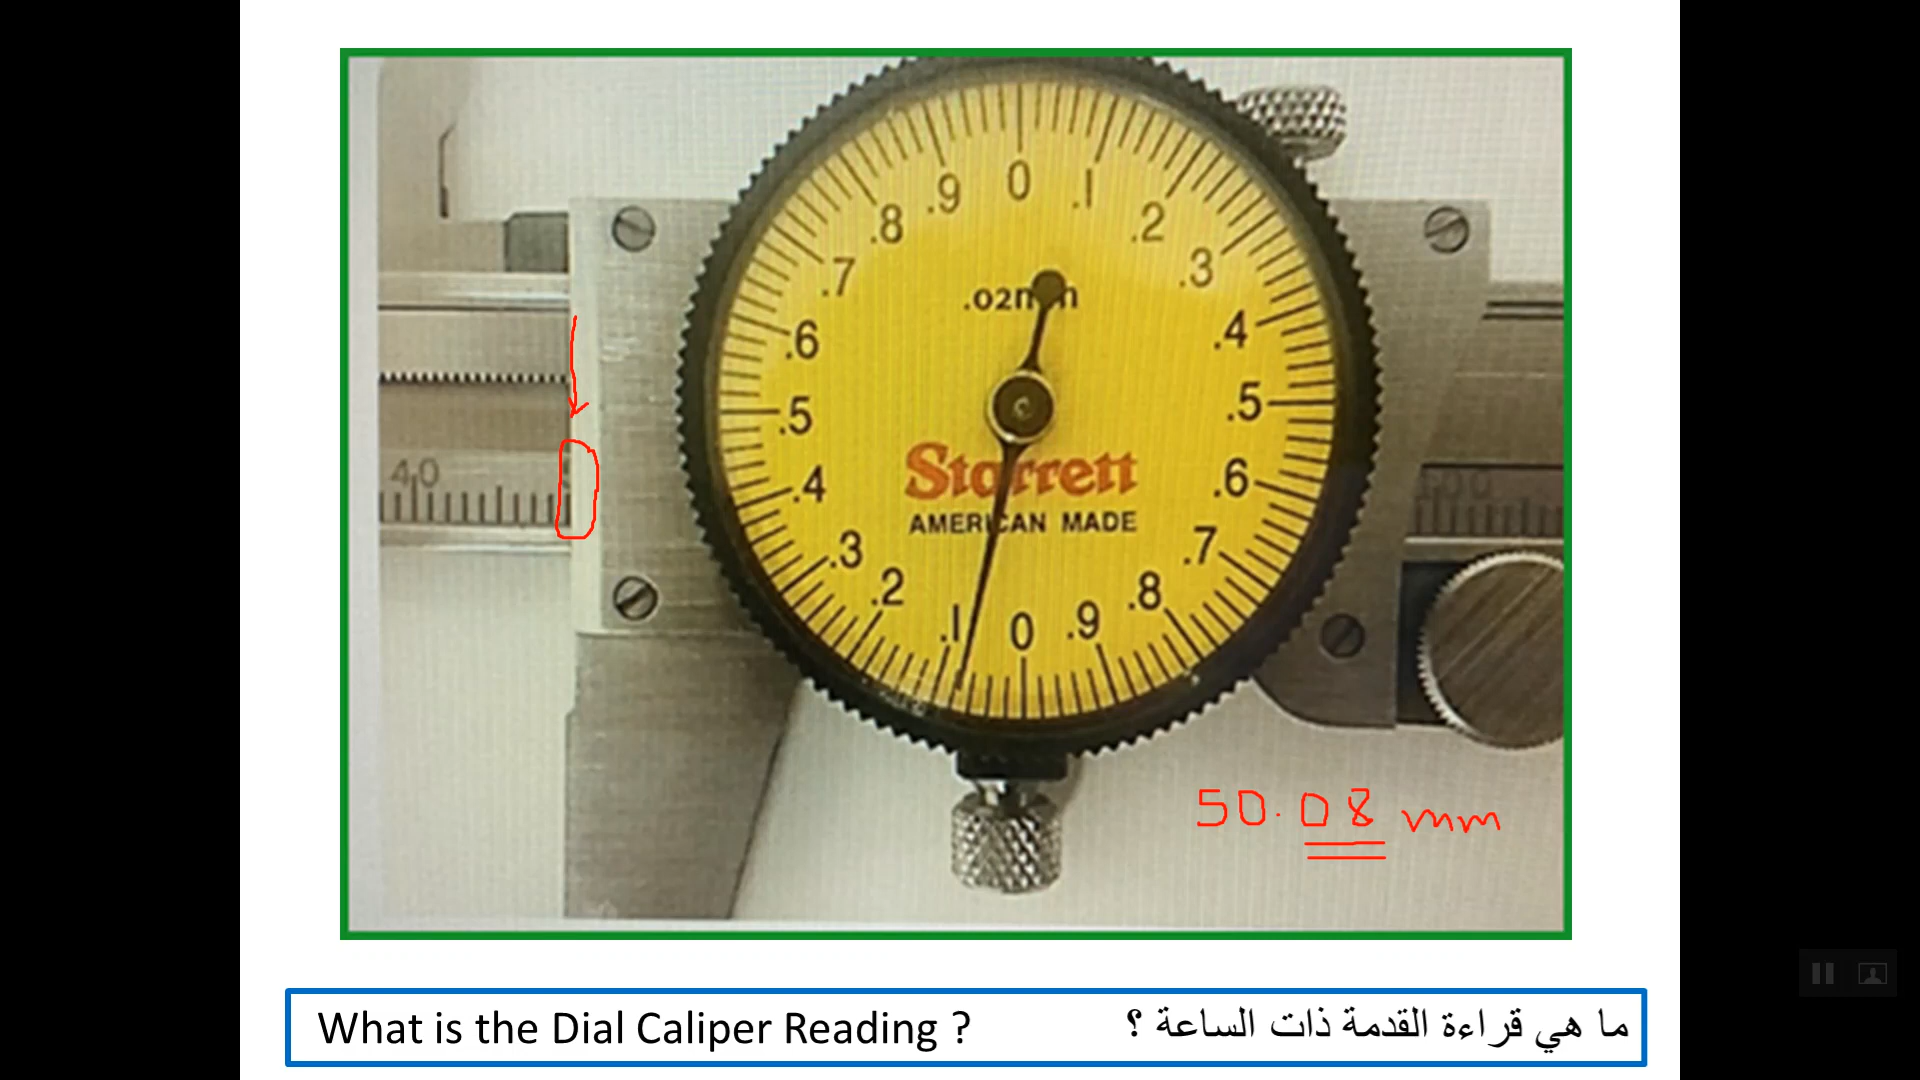 .9 0 .1
.8 .2
.7 .3
.02mm
.6 .4
.5 .5
40 Starrett .4 .6 100
AMERICAN MADE
.3 .7
.2 .8
.1 0 .9
50.08 mm
What is the Dial Caliper Reading ?
ما هي قراءة القدمة ذات الساعة ؟